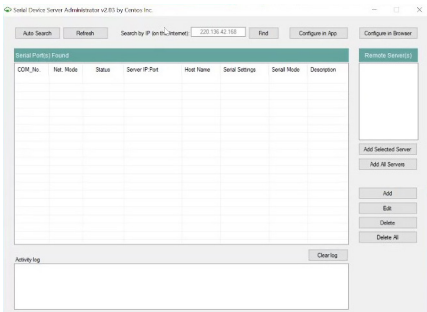 Serial Device Server Administrator v2.03 by Centos Inc.
Auto Search Refresh Search by IP (on the Internet): 220.136.42.168 Find Configure in App Configure in Browser
Serial Port(s) Found Remote Server(s)
COM_No. Net. Mode Status Server IP:Port Host Name Serial Settings Serail Mode Description
Add Selected Server
Add All Servers
Add
Edit
Delete
Delete All
Activity log Clear log